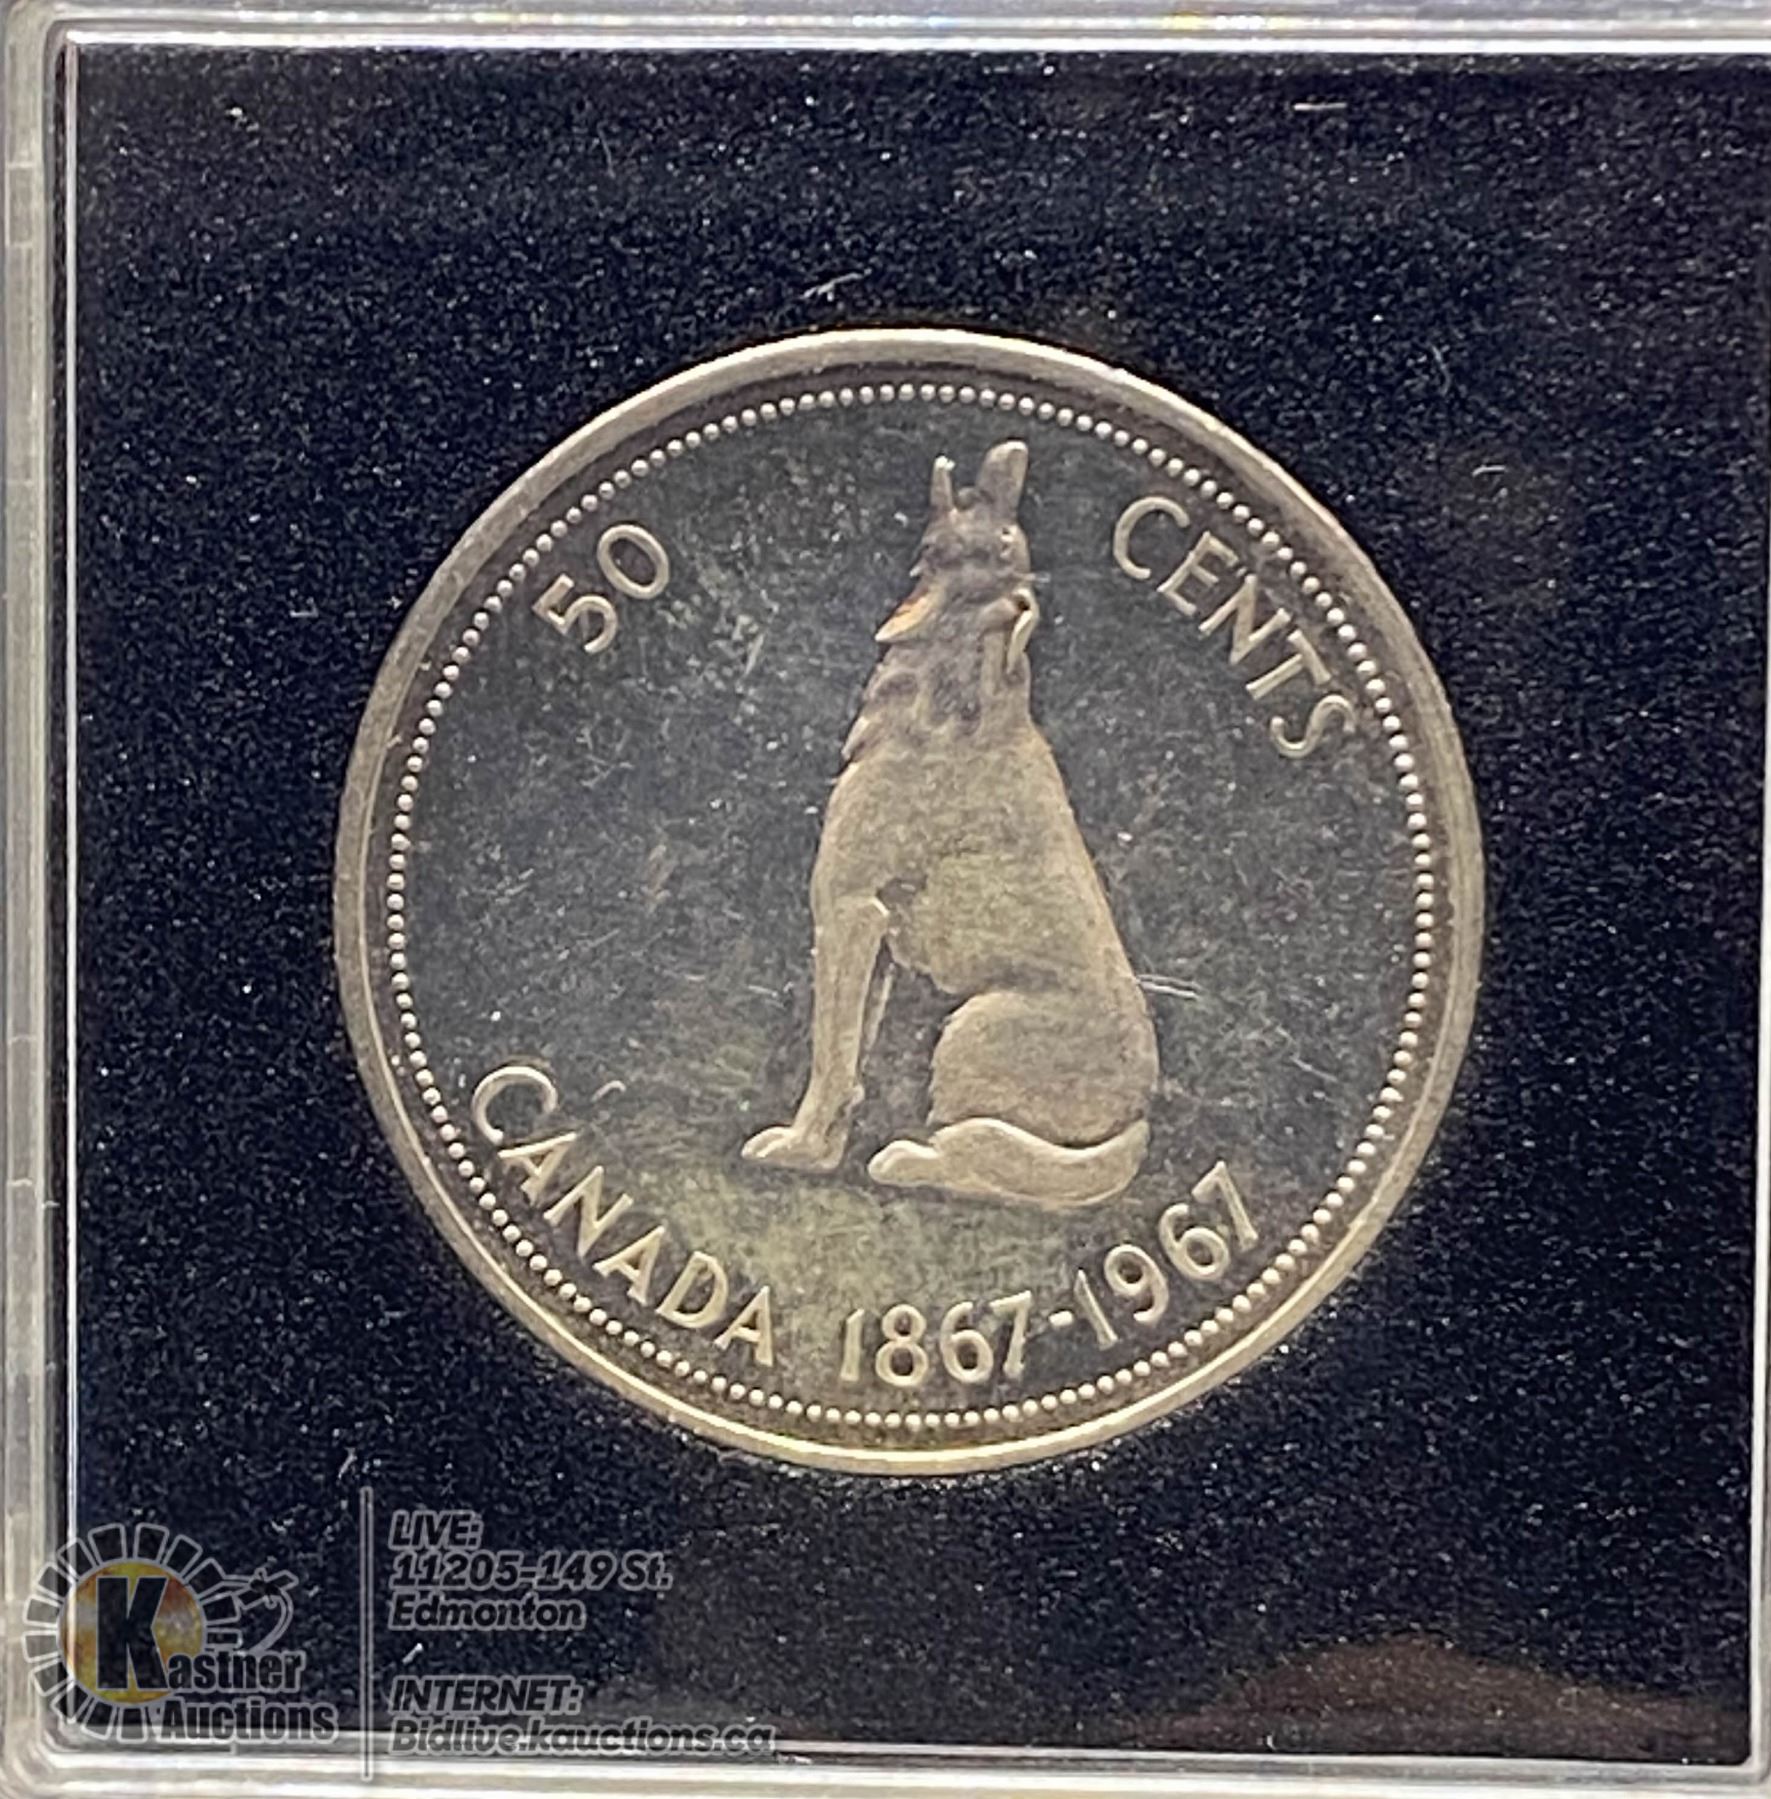 50 CENTS
CANADA 1867-1967
Kastner
Auctions
LIVE:
11205-149 St.
Edmonton
INTERNET:
Bidlive.kauctions.ca